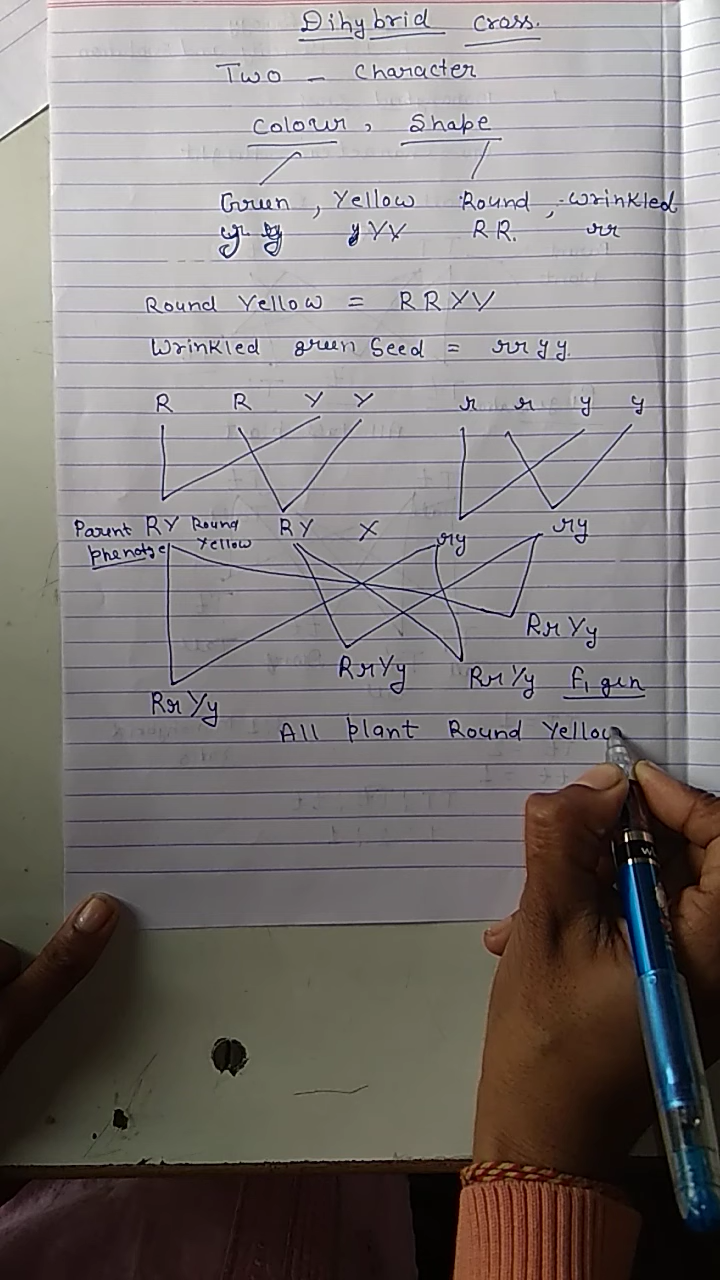 Dihybrid Cross.
Two - Character
Colour, Shape
Green, Yellow Round, Wrinkled
yy YY RR. rr
Round Yellow = RRYY
Wrinkled green Seed = rryy
R R Y Y r r y y
Parent RY Round RY X ry ry
phenotye Yellow
RrYy
RrYy RrYy F1 gen
RrYy
All plant Round Yellow